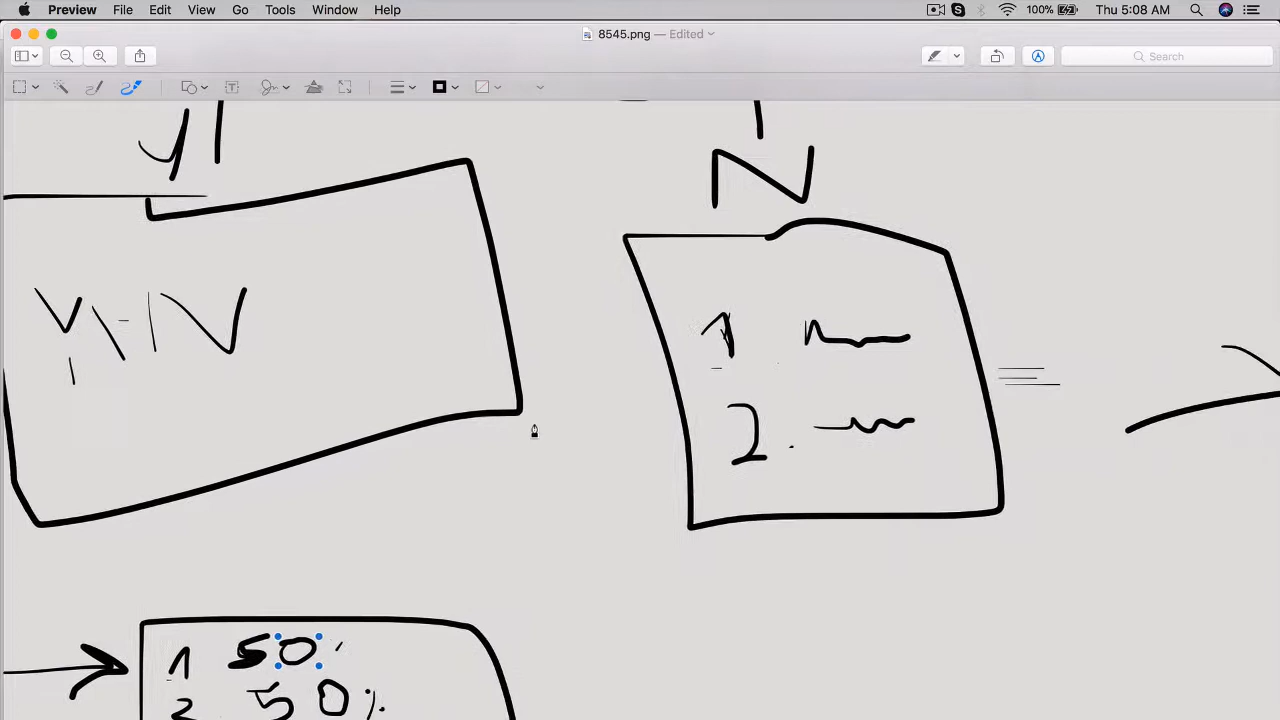 Preview File Edit View Go Tools Window Help 100% Thu 5:08 AM
8545.png — Edited
Search
N
1
2.
1 50%
2 50%